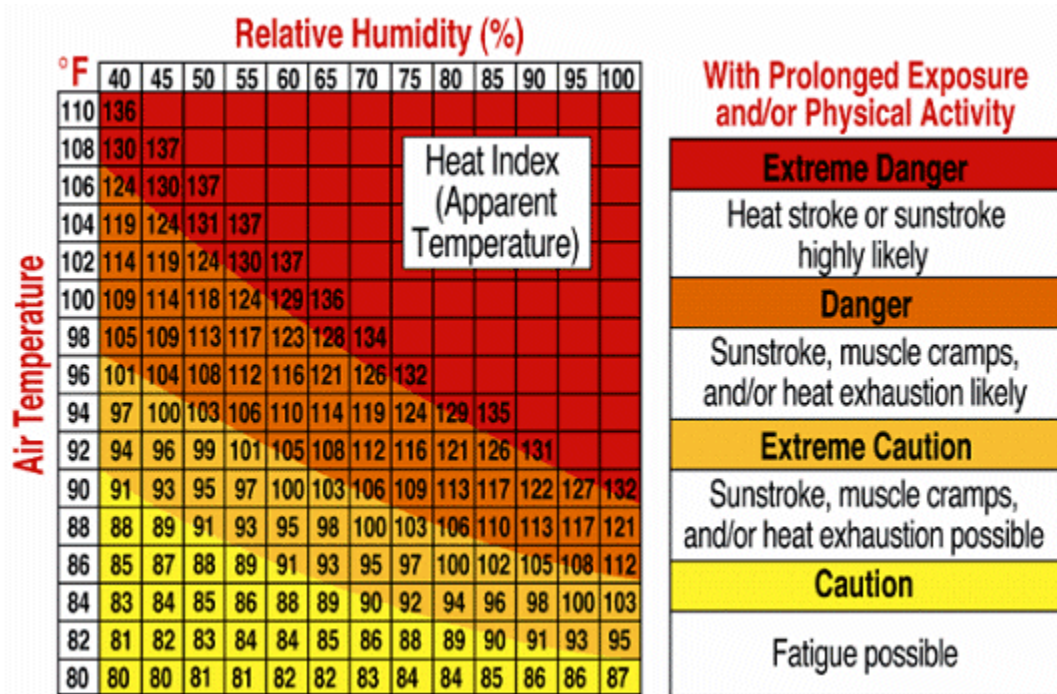 Relative Humidity (%)
°F 40 45 50 55 60 65 70 75 80 85 90 95 100
110 136
108 130 137
106 124 130 137
104 119 124 131 137
102 114 119 124 130 137
100 109 114 118 124 129 136
98 105 109 113 117 123 128 134
96 101 104 108 112 116 121 126 132
94 97 100 103 106 110 114 119 124 129 135
92 94 96 99 101 105 108 112 116 121 126 131
90 91 93 95 97 100 103 106 109 113 117 122 127 132
88 88 89 91 93 95 98 100 103 106 110 113 117 121
86 85 87 88 89 91 93 95 97 100 102 105 108 112
84 83 84 85 86 88 89 90 92 94 96 98 100 103
82 81 82 83 84 84 85 86 88 89 90 91 93 95
80 80 80 81 81 82 82 83 84 84 85 86 86 87
Air Temperature
Heat Index
(Apparent
Temperature)
With Prolonged Exposure
and/or Physical Activity
Extreme Danger
Heat stroke or sunstroke
highly likely
Danger
Sunstroke, muscle cramps,
and/or heat exhaustion likely
Extreme Caution
Sunstroke, muscle cramps,
and/or heat exhaustion possible
Caution
Fatigue possible